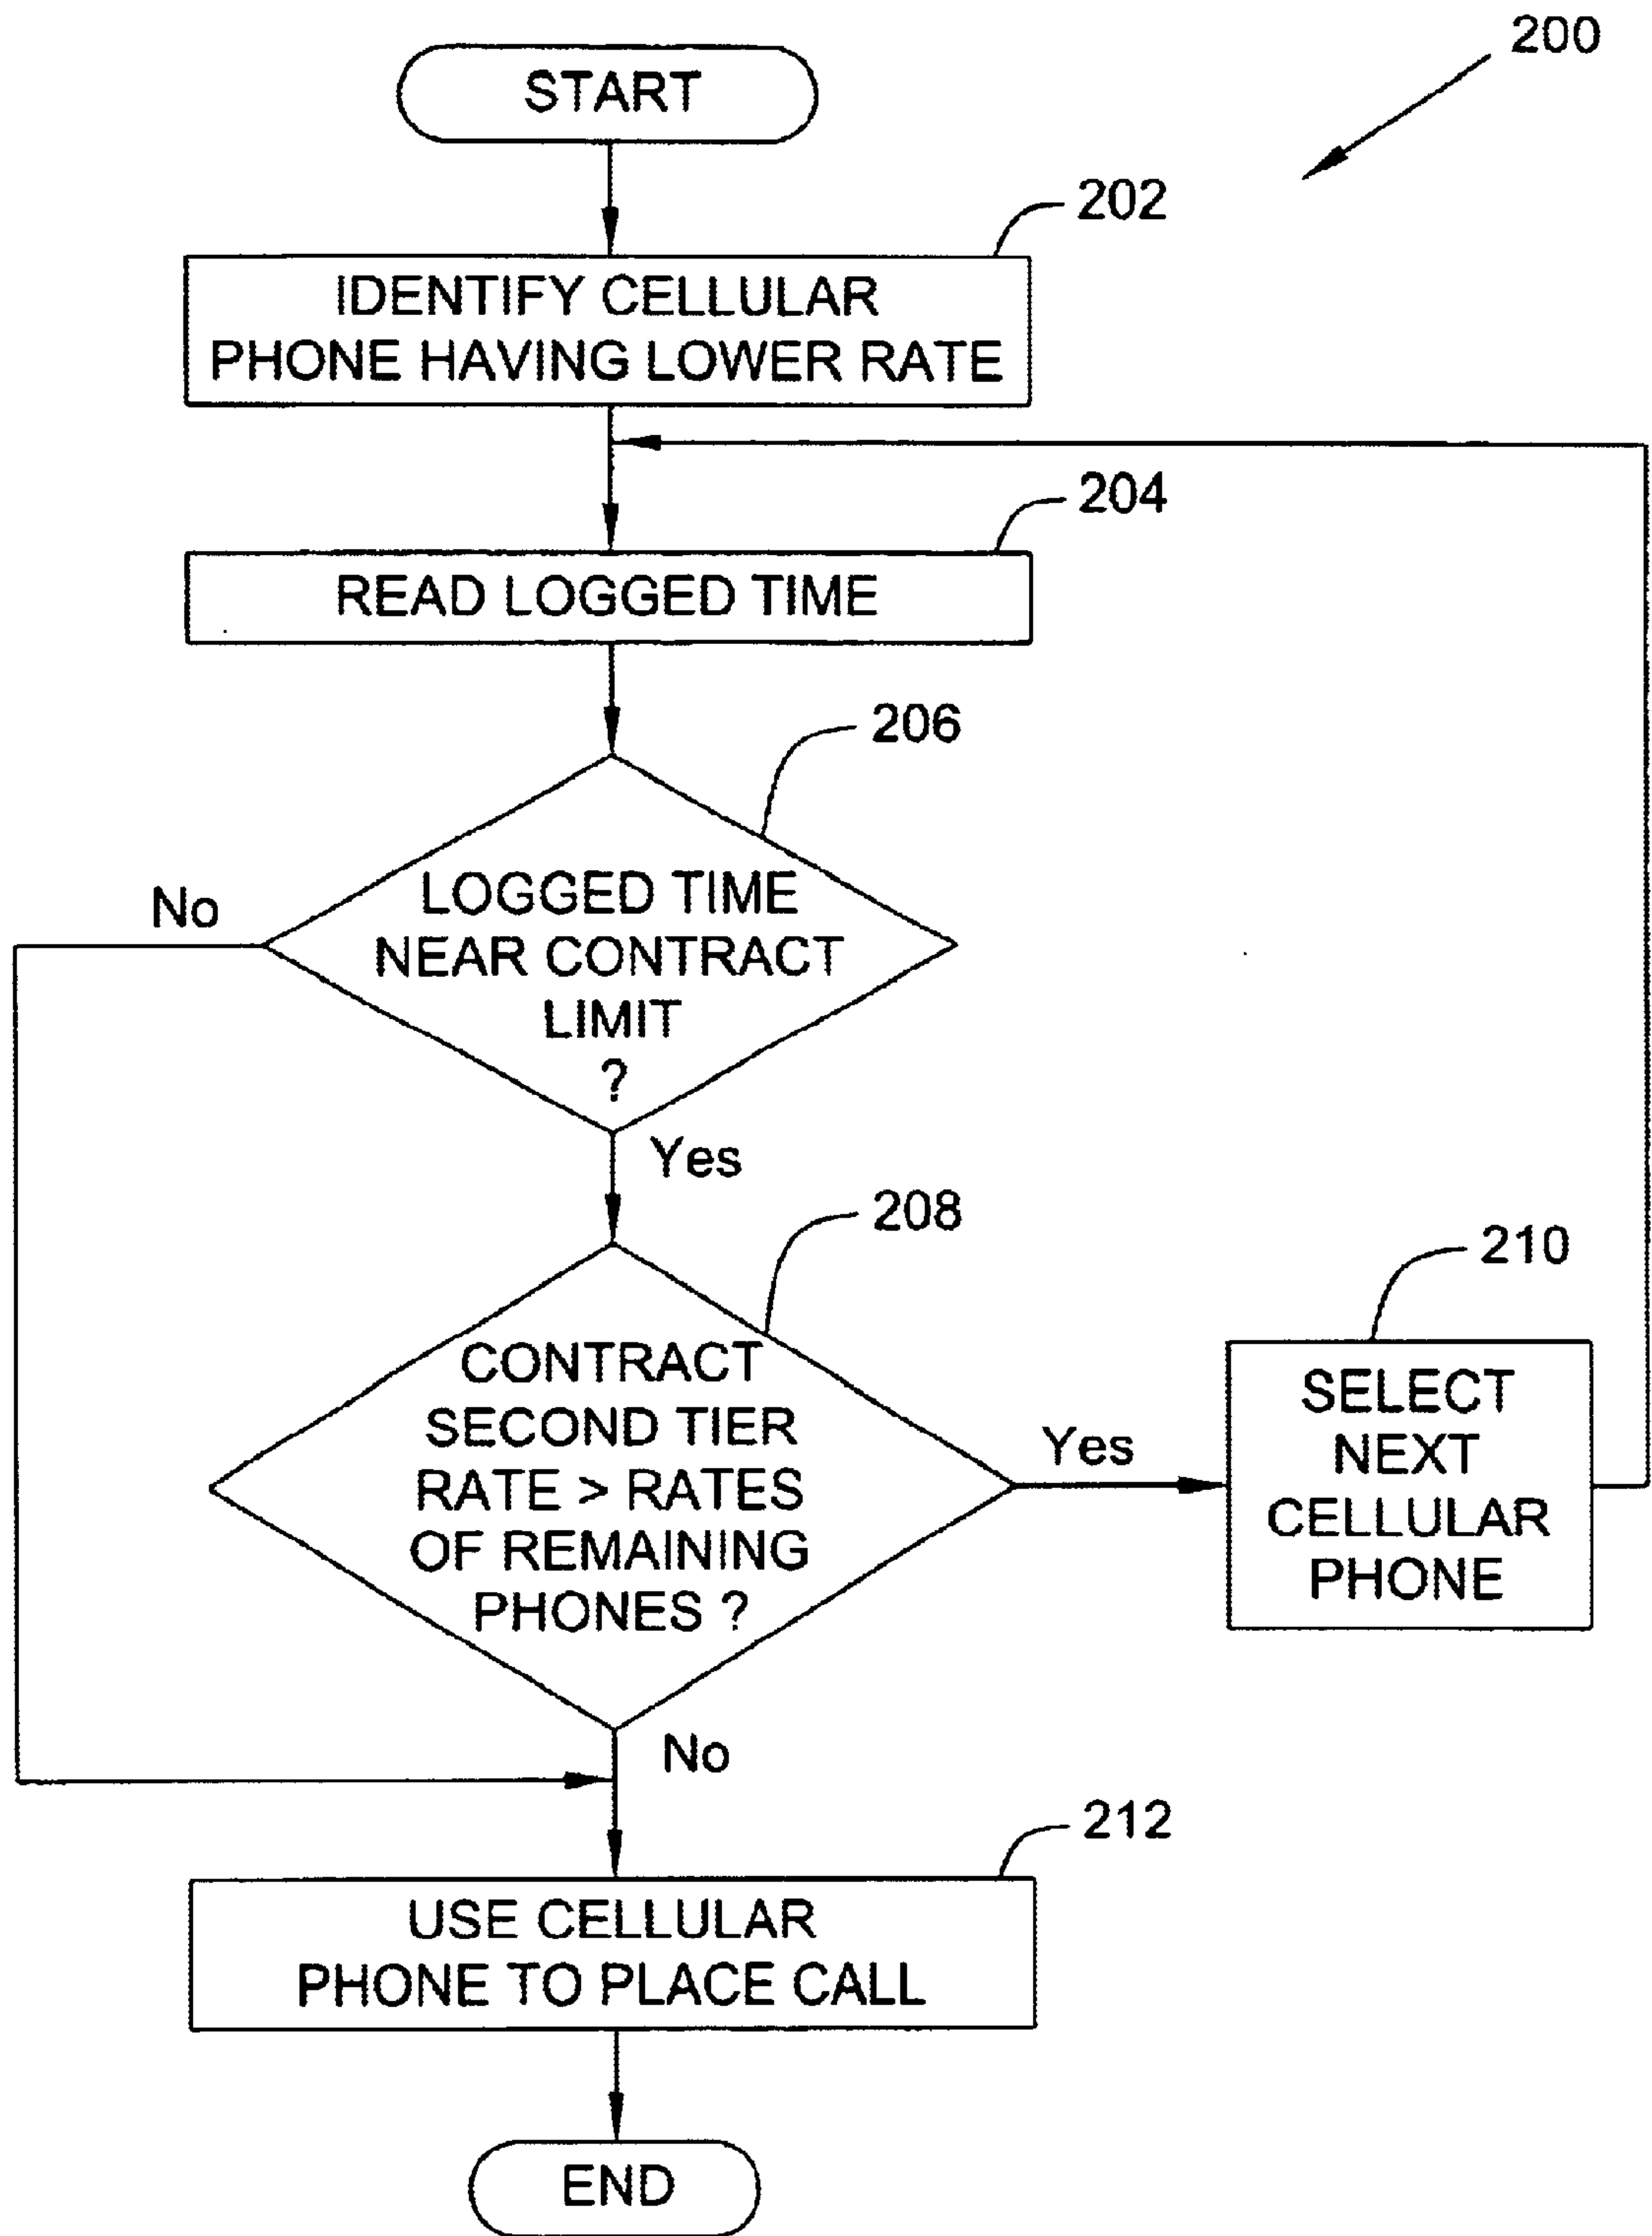 200
START
202
IDENTIFY CELLULAR
PHONE HAVING LOWER RATE
204
READ LOGGED TIME
206
No
LOGGED TIME
NEAR CONTRACT
LIMIT
?
Yes
208
CONTRACT
SECOND TIER
RATE > RATES
OF REMAINING
PHONES ?
Yes
210
SELECT
NEXT
CELLULAR
PHONE
No
212
USE CELLULAR
PHONE TO PLACE CALL
END